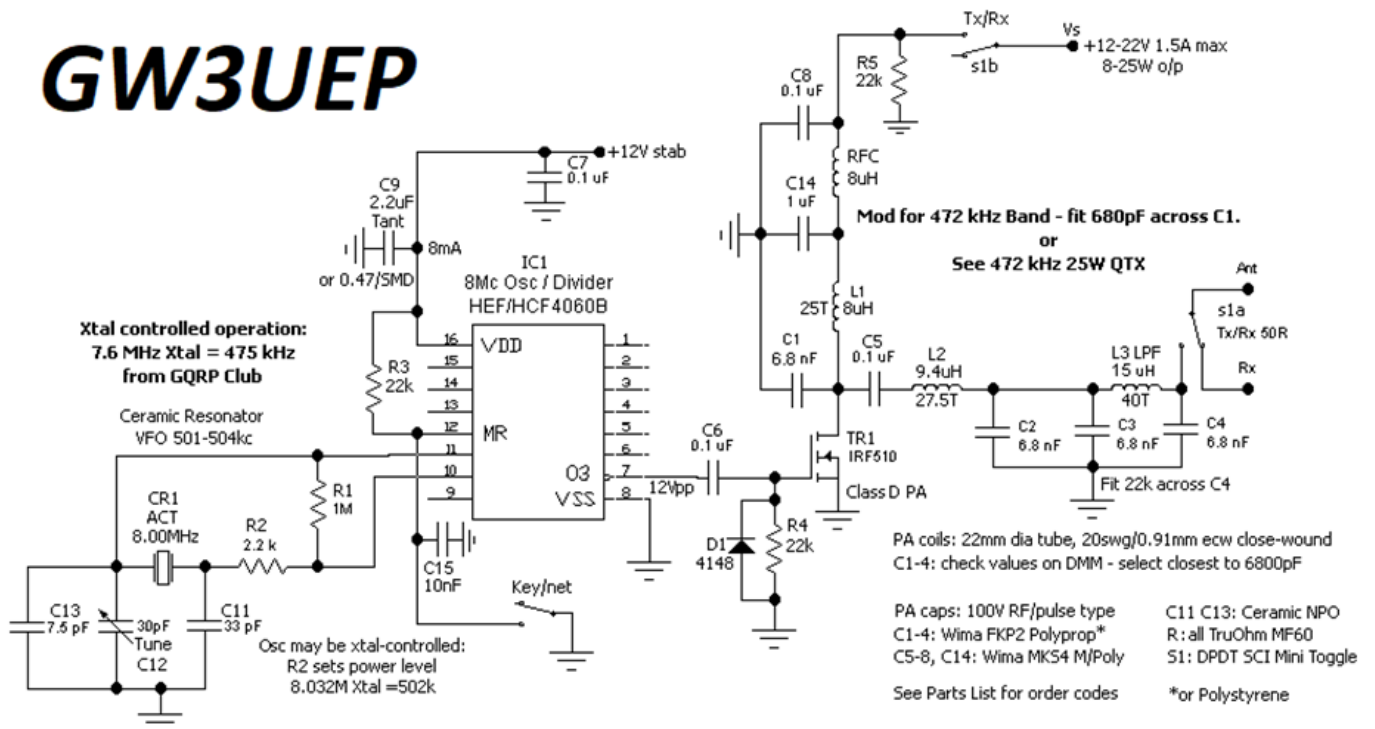 GW3UEP
Tx/Rx
s1b
Vs
+12-22V 1.5A max
8-25W o/p
R5
22k
C8
0.1 uF
RFC
8uH
C14
1 uF
Mod for 472 kHz Band - fit 680pF across C1.
or
See 472 kHz 25W QTX
+12V stab
C7
0.1 uF
C9
2.2uF
Tant
8mA
or 0.47/SMD
IC1
8Mc Osc / Divider
HEF/HCF4060B
L1
25T 8uH
Ant
s1a
Tx/Rx 50R
Rx
Xtal controlled operation:
7.6 MHz Xtal = 475 kHz
from GQRP Club
R3
22k
16 VDD 1
15 2
14 3
13 4
12 MR 5
11 6
10 O3 7
9 VSS 8
C1
6.8 nF
C5
0.1 uF
L2
9.4uH
27.5T
L3 LPF
15 uH
40T
C2
6.8 nF
C3
6.8 nF
C4
6.8 nF
Fit 22k across C4
Ceramic Resonator
VFO 501-504kc
CR1
ACT
8.00MHz
R1
1M
R2
2.2 k
C6
0.1 uF
12Vpp
TR1
IRF510
Class D PA
D1
4148
R4
22k
C15
10nF
Key/net
C13
7.5 pF
30pF
Tune
C12
C11
33 pF
Osc may be xtal-controlled:
R2 sets power level
8.032M Xtal =502k
PA coils: 22mm dia tube, 20swg/0.91mm ecw close-wound
C1-4: check values on DMM - select closest to 6800pF
PA caps: 100V RF/pulse type
C1-4: Wima FKP2 Polyprop*
C5-8, C14: Wima MKS4 M/Poly
See Parts List for order codes
C11 C13: Ceramic NPO
R:all TruOhm MF60
S1: DPDT SCI Mini Toggle
*or Polystyrene